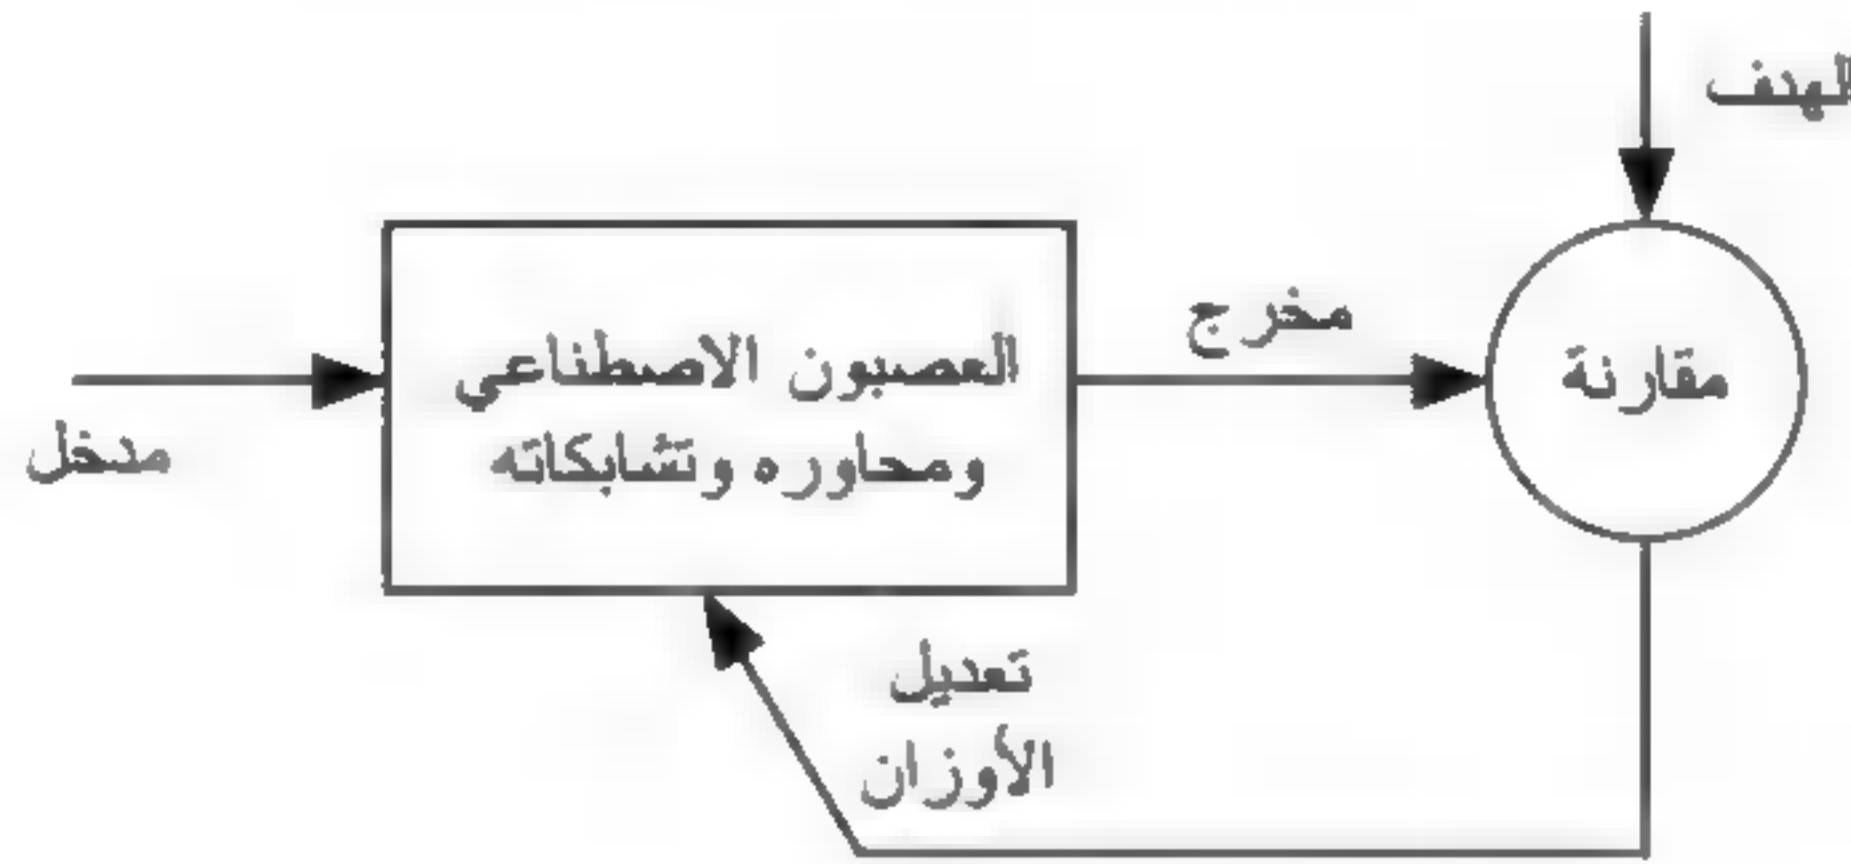 الهدف
مخرج
مقارنة
العصبون الاصطناعي
ومحاوره وتشابكاته
مدخل
تعديل
الأوزان